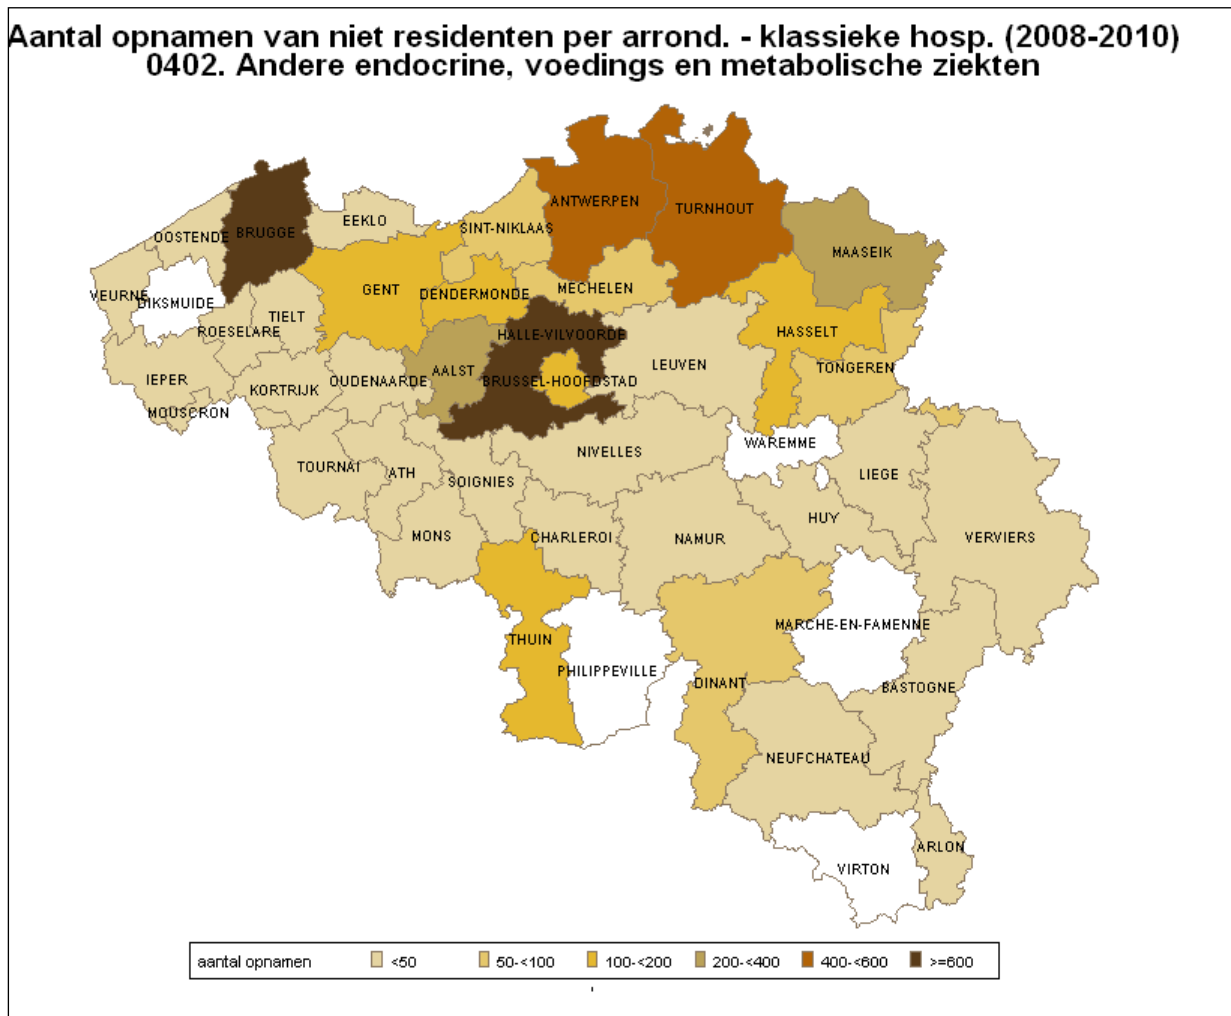 Aantal opnamen van niet residenten per arrond. - klassieke hosp. (2008-2010)
0402. Andere endocrine, voedings en metabolische ziekten
ANTWERPEN
TURNHOUT
EEKLO
SINT-NIKLAAS
OOSTENDE
BRUGGE
MAASEIK
VEURNE
DIKSMUIDE
GENT
DENDERMONDE
MECHELEN
TIELT
ROESELARE
HALLE-VILVOORDE
HASSELT
LEUVEN
TONGEREN
AALST
IEPER
OUDENAARDE
BRUSSEL-HOOFDSTAD
KORTRIJK
MOUSCRON
WAREMME
NIVELLES
TOURNAI
ATH
SOIGNIES
LIEGE
HUY
MONS
CHARLEROI
NAMUR
VERVIERS
MARCHE-EN-FAMENNE
THUIN
PHILIPPEVILLE
DINANT
BASTOGNE
NEUFCHATEAU
ARLON
VIRTON
aantal opnamen <50 50-<100 100-<200 200-<400 400-<600 >=600